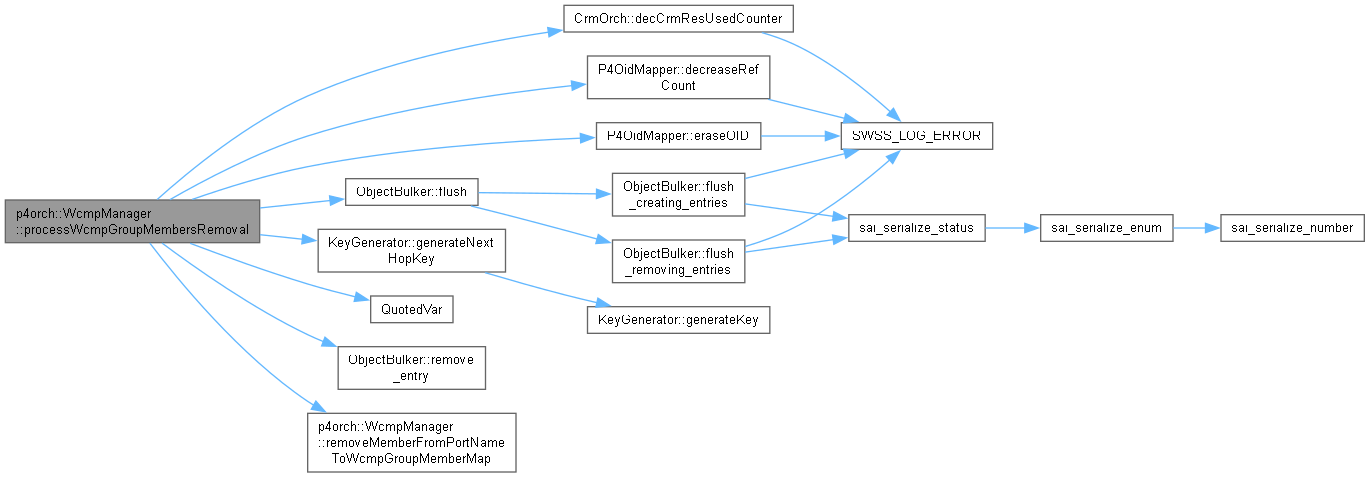 CrmOrch::decCrmResUsedCounter
P4OidMapper::decreaseRef
Count
P4OidMapper::eraseOID
SWSS_LOG_ERROR
ObjectBulker::flush
ObjectBulker::flush
_creating_entries
p4orch::WcmpManager
::processWcmpGroupMembersRemoval
sai_serialize_status
sai_serialize_enum
sai_serialize_number
KeyGenerator::generateNext
HopKey
ObjectBulker::flush
_removing_entries
QuotedVar
KeyGenerator::generateKey
ObjectBulker::remove
_entry
p4orch::WcmpManager
::removeMemberFromPortName
ToWcmpGroupMemberMap